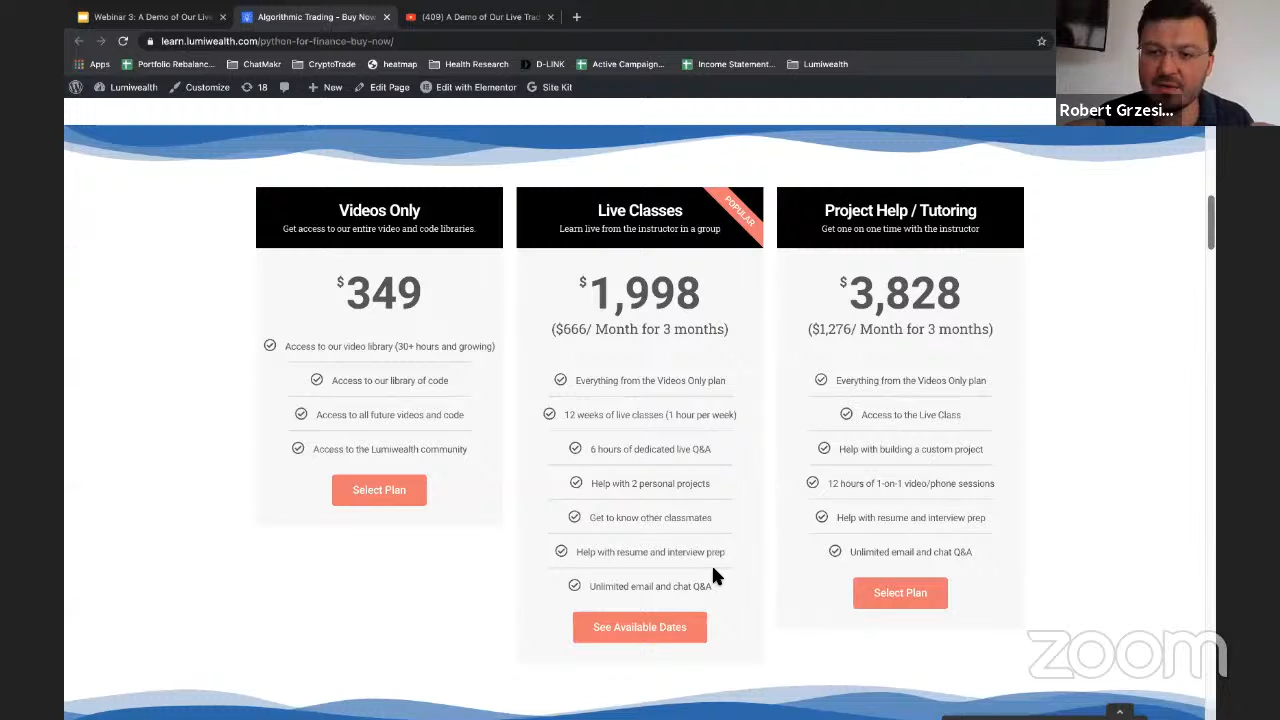 Webinar 3: A Demo of Our Liv
Algorithmic Trading - Buy Now
(409) A Demo of Our Live Trad
learn.lumiwealth.com/python-for-finance-buy-now/
Apps
Portfolio Rebalanc...
ChatMakr
CryptoTrade
heatmap
Health Research
D-LINK
Active Campaign...
Income Statement...
Lumiwealth
Lumiwealth
Customize
18
New
Edit Page
Edit with Elementor
Site Kit
Robert Grzesi...
Videos Only
Get access to our entire video and code libraries.
$349
Access to our video library (30+ hours and growing)
Access to our library of code
Access to all future videos and code
Access to the Lumiwealth community
Select Plan
Live Classes
POPULAR
Learn live from the instructor in a group
$1,998
($666/ Month for 3 months)
Everything from the Videos Only plan
12 weeks of live classes (1 hour per week)
6 hours of dedicated live Q&A
Help with 2 personal projects
Get to know other classmates
Help with resume and interview prep
Unlimited email and chat Q&A
See Available Dates
Project Help / Tutoring
Get one on one time with the instructor
$3,828
($1,276/ Month for 3 months)
Everything from the Videos Only plan
Access to the Live Class
Help with building a custom project
12 hours of 1-on-1 video/phone sessions
Help with resume and interview prep
Unlimited email and chat Q&A
Select Plan
zoom